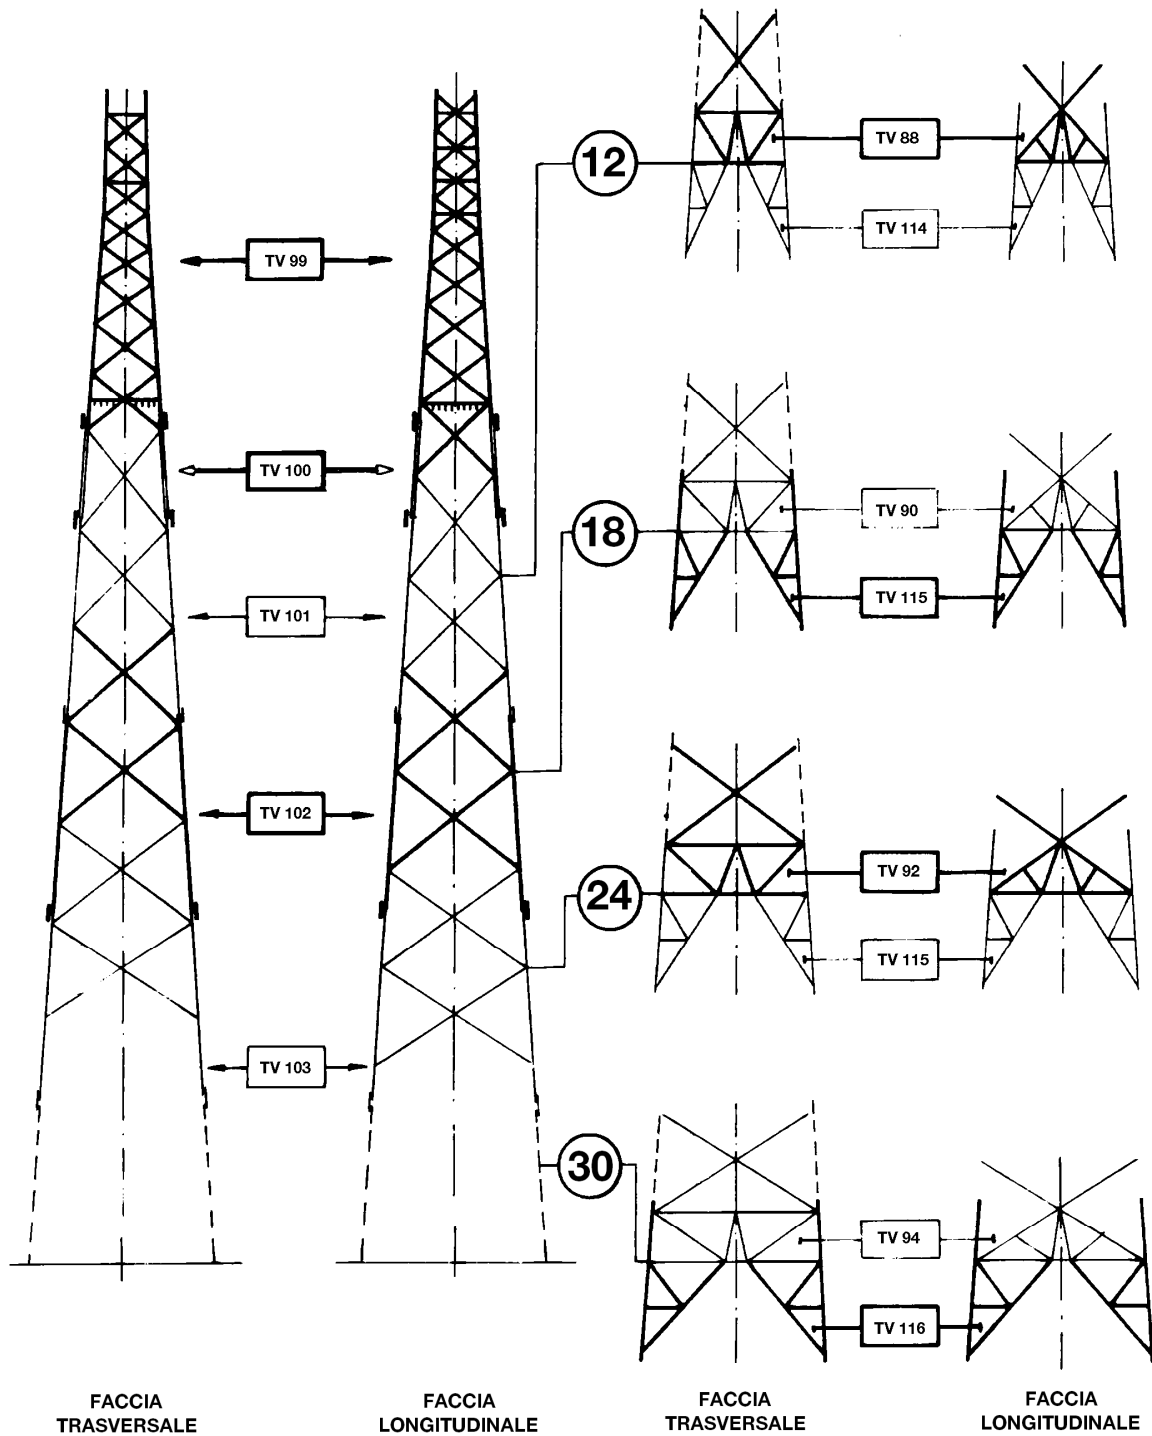 TV 99
TV 100
TV 101
TV 102
TV 103
12
TV 88
TV 114
18
TV 90
TV 115
24
TV 92
TV 115
30
TV 94
TV 116
FACCIA
TRASVERSALE
FACCIA
LONGITUDINALE
FACCIA
TRASVERSALE
FACCIA
LONGITUDINALE